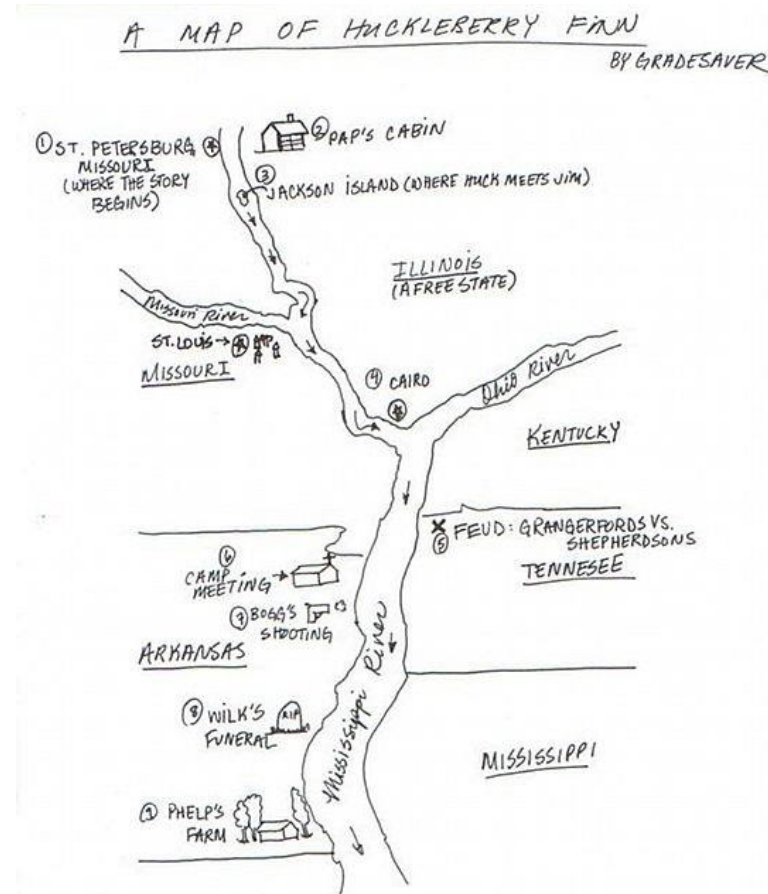 A MAP OF HUCKLEBERRY FINN
BY GRADESAVER
① ST. PETERSBURG,
MISSOURI
(WHERE THE STORY
BEGINS)
② PAP'S CABIN
③
JACKSON ISLAND (WHERE HUCK MEETS JIM)
ILLINOIS
(A FREE STATE)
Missouri River
ST. LOUIS
MISSOURI
④ CAIRO
Ohio River
KENTUCKY
⑤ FEUD: GRANGERFORDS VS.
SHEPHERDSONS
TENNESEE
⑥
CAMP
MEETING
⑦ BOGG'S
SHOOTING
ARKANSAS
Mississippi River
⑧ WILK'S
FUNERAL
RIP
MISSISSIPPI
⑨ PHELP'S
FARM